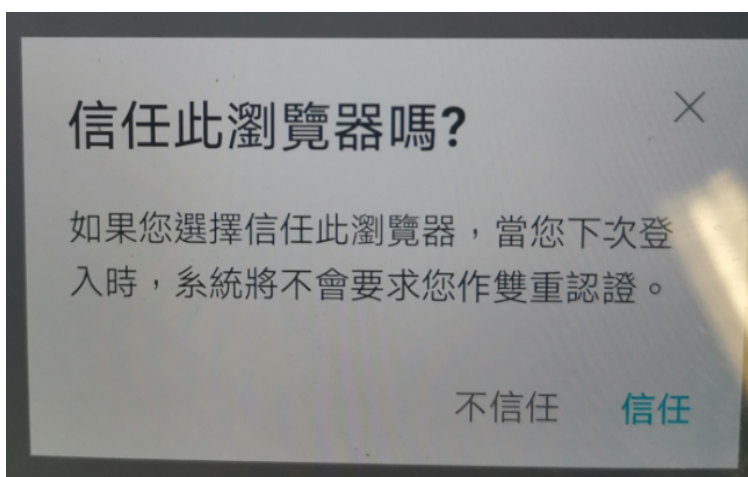 信任此瀏覽器嗎?
如果您選擇信任此瀏覽器，當您下次登
入時，系統將不會要求您作雙重認證。
不信任 信任